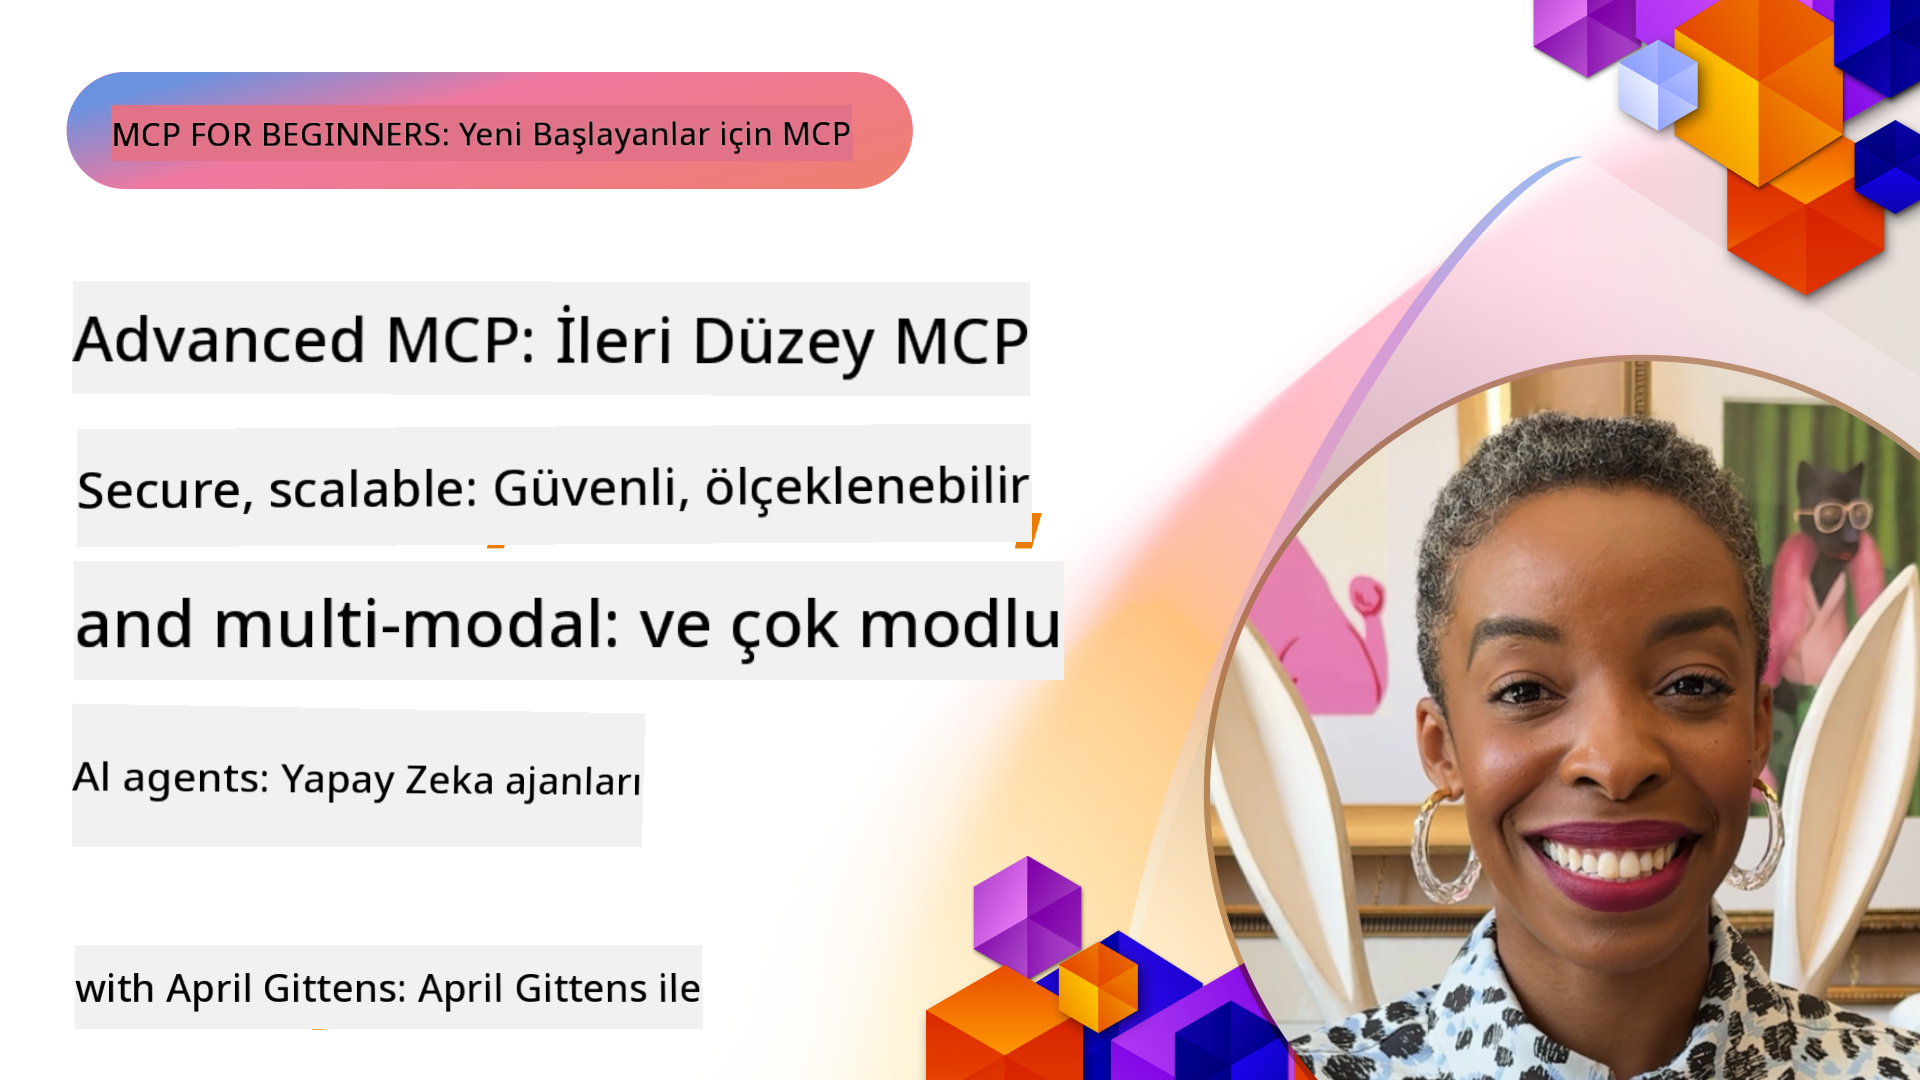 MCP FOR BEGINNERS: Yeni Başlayanlar için MCP
Advanced MCP: İleri Düzey MCP
Secure, scalable: Güvenli, ölçeklenebilir
and multi-modal: ve çok modlu
Al agents: Yapay Zeka ajanları
with April Gittens: April Gittens ile